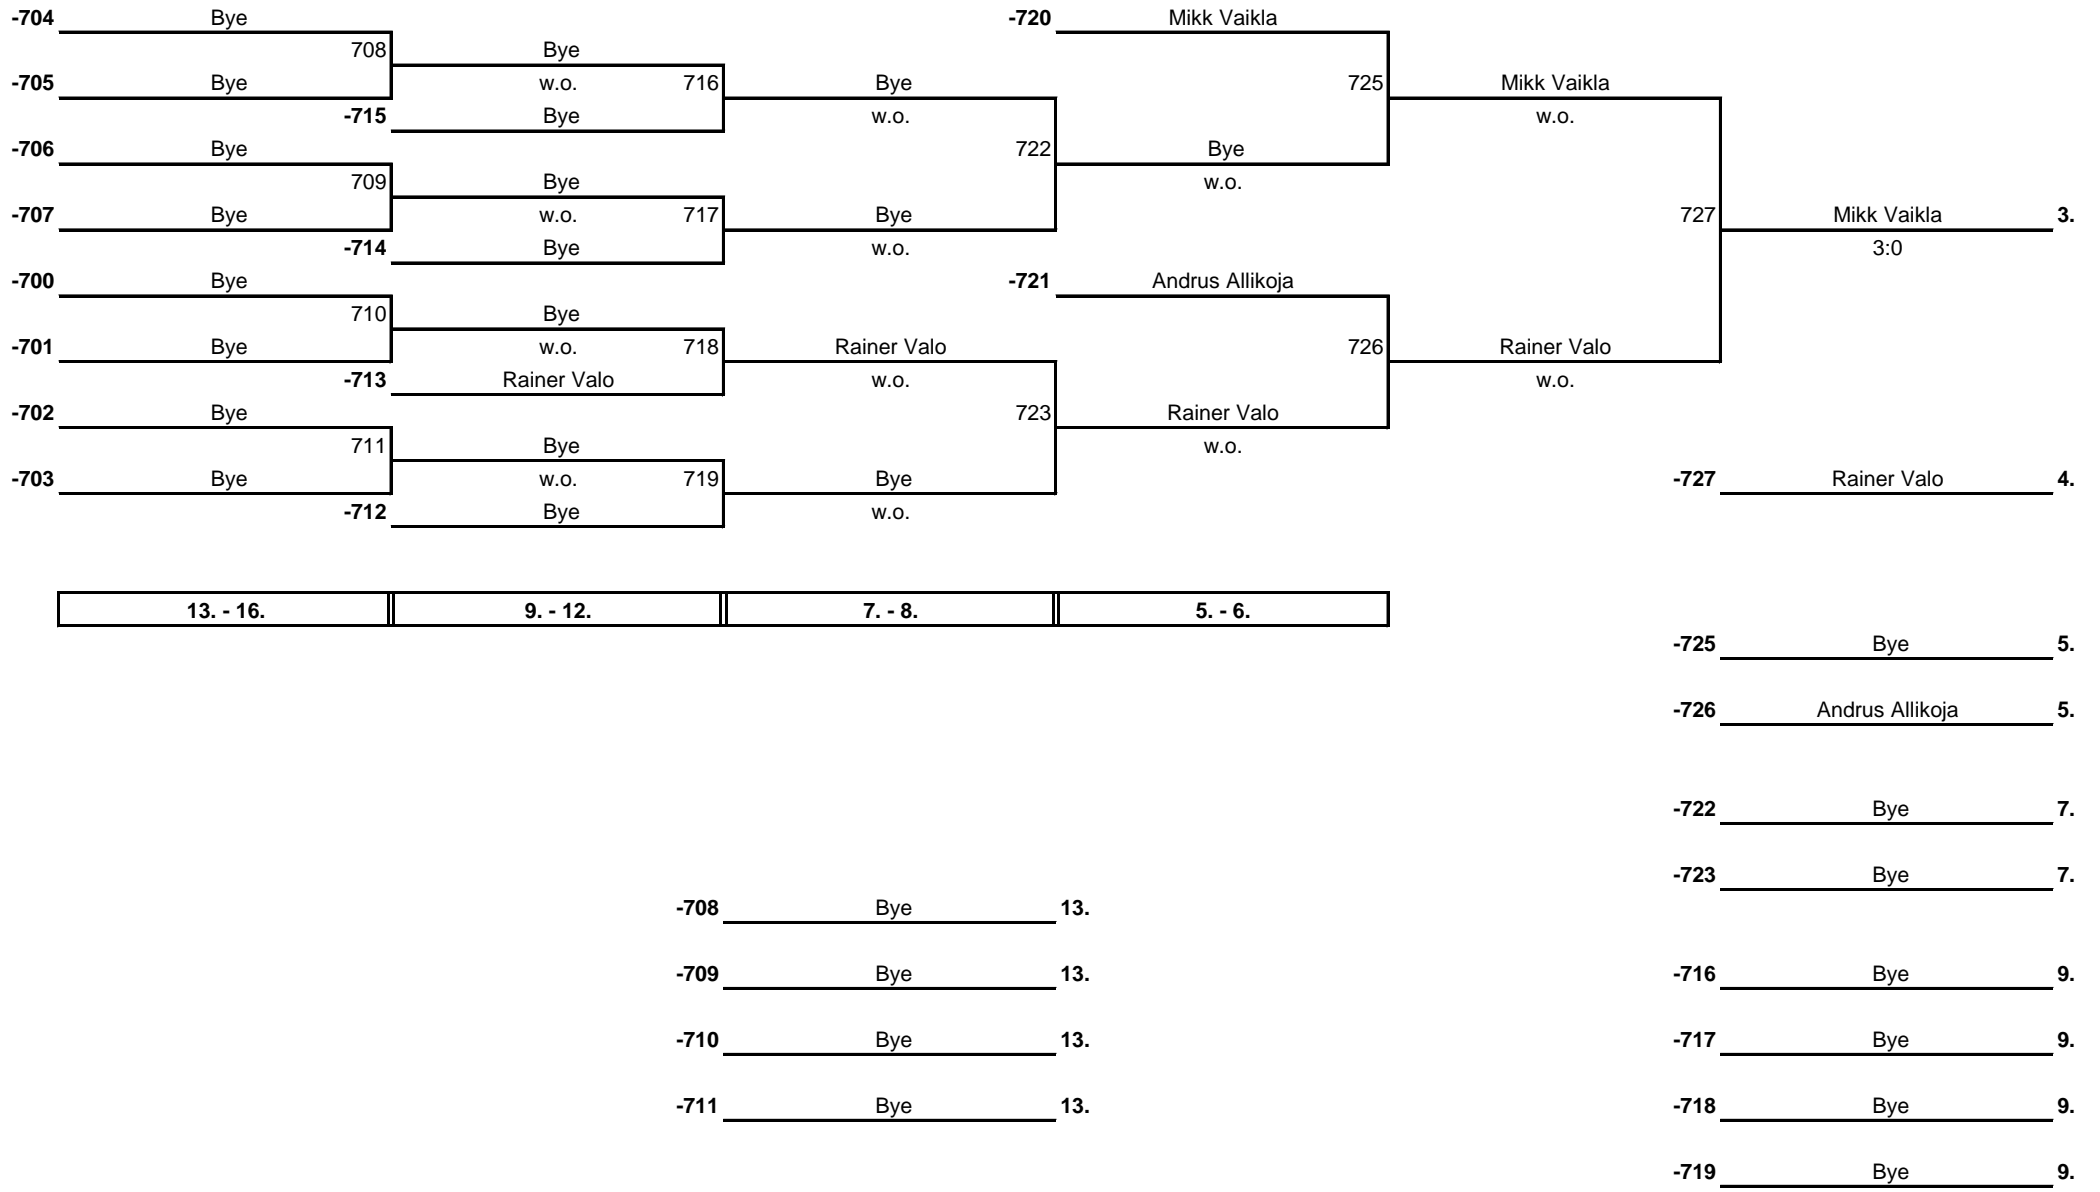 -704 Bye -720 Mikk Vaikla
708 Bye
-705 Bye w.o. 716 Bye 725 Mikk Vaikla
-715 Bye w.o. w.o.
-706 Bye 722 Bye
709 Bye w.o.
-707 Bye w.o. 717 Bye 727 Mikk Vaikla 3.
-714 Bye w.o. 3:0
-700 Bye -721 Andrus Allikoja
710 Bye
-701 Bye w.o. 718 Rainer Valo 726 Rainer Valo
-713 Rainer Valo w.o. w.o.
-702 Bye 723 Rainer Valo
711 Bye w.o.
-703 Bye w.o. 719 Bye -727 Rainer Valo 4.
-712 Bye w.o.
13. - 16. 9. - 12. 7. - 8. 5. - 6.
-725 Bye 5.
-726 Andrus Allikoja 5.
-722 Bye 7.
-723 Bye 7.
-708 Bye 13.
-709 Bye 13. -716 Bye 9.
-710 Bye 13. -717 Bye 9.
-711 Bye 13. -718 Bye 9.
-719 Bye 9.